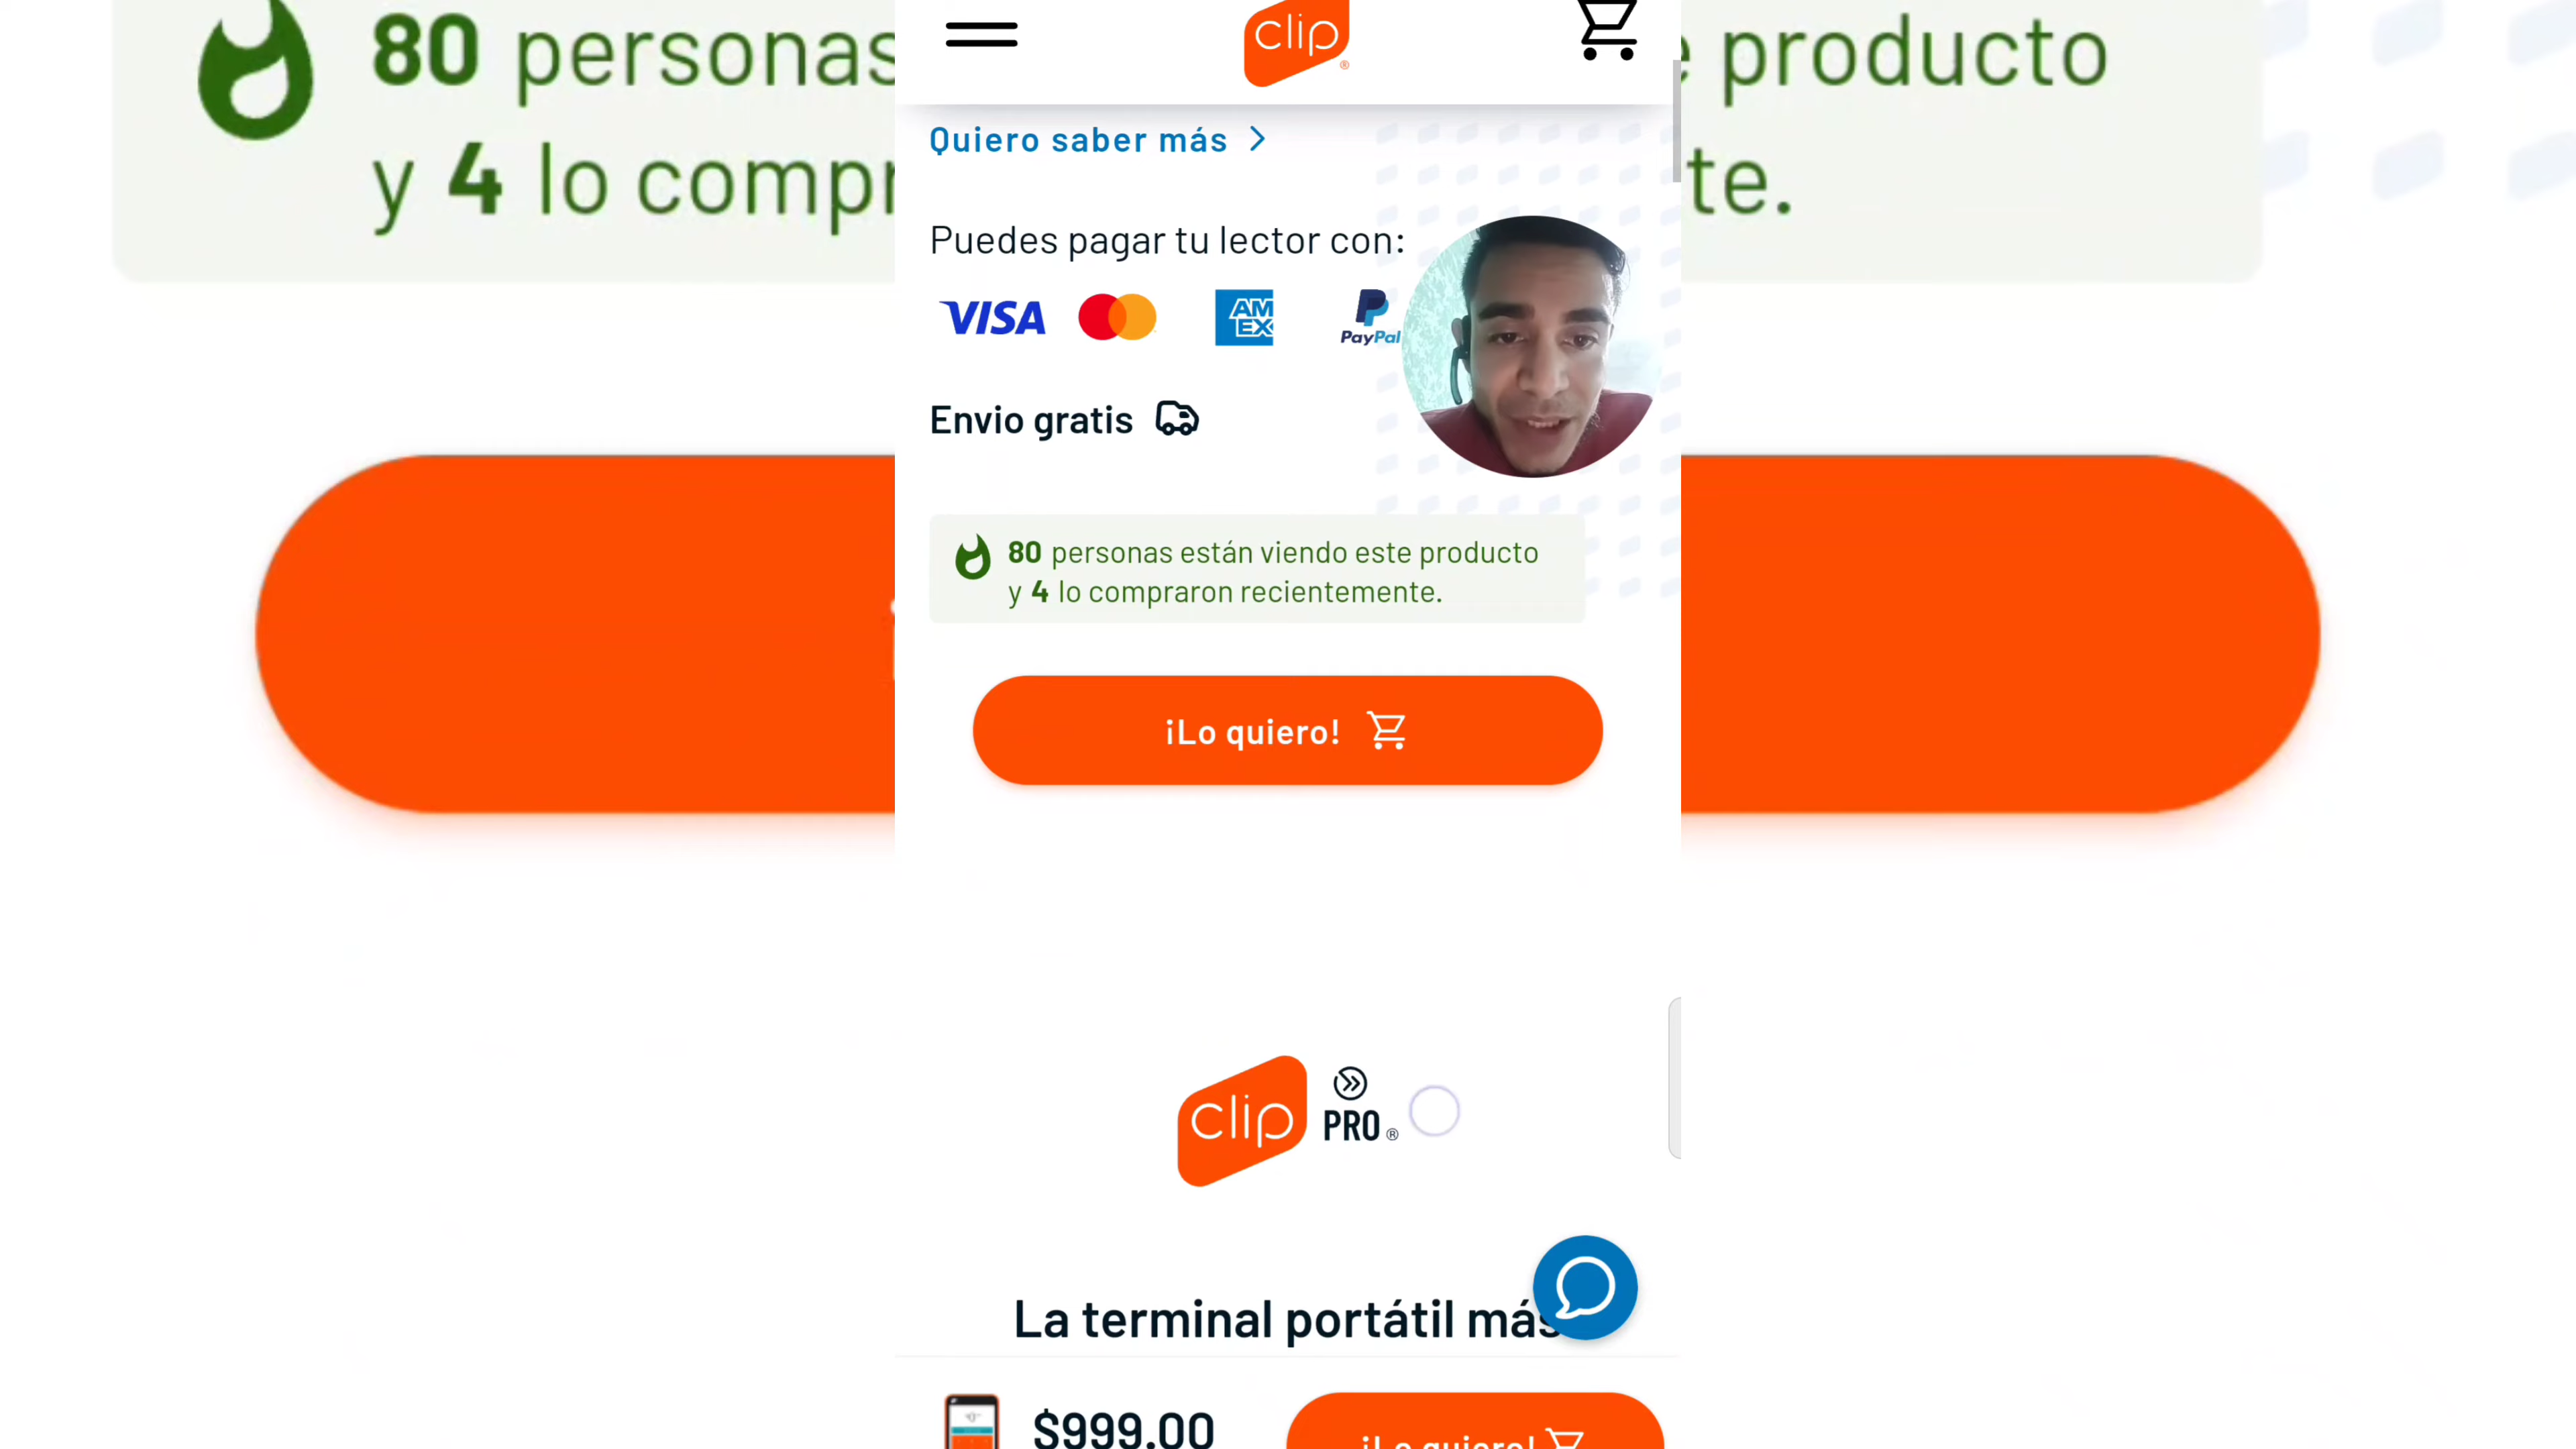 80 personas
producto
y 4 lo compr
te.
clip
®
Quiero saber más
Puedes pagar tu lector con:
VISA
AM
EX
PayPal
Envio gratis
80 personas están viendo este producto
y 4 lo compraron recientemente.
¡Lo quiero!
clip PRO ®
La terminal portátil más
$999.00
¡Lo quiero!